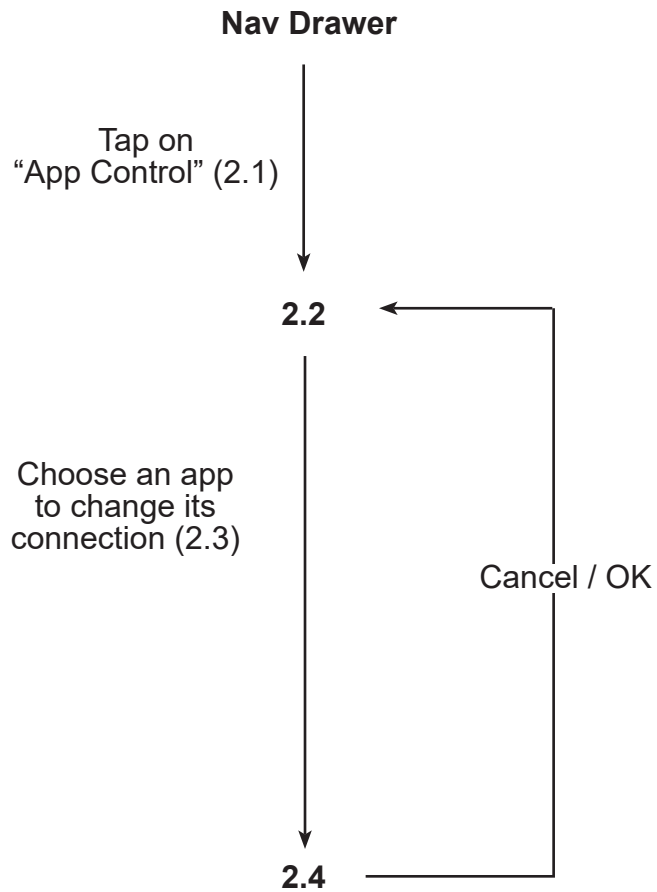 Nav Drawer
Tap on
“App Control” (2.1)
2.2
Choose an app
to change its
connection (2.3)
Cancel / OK
2.4